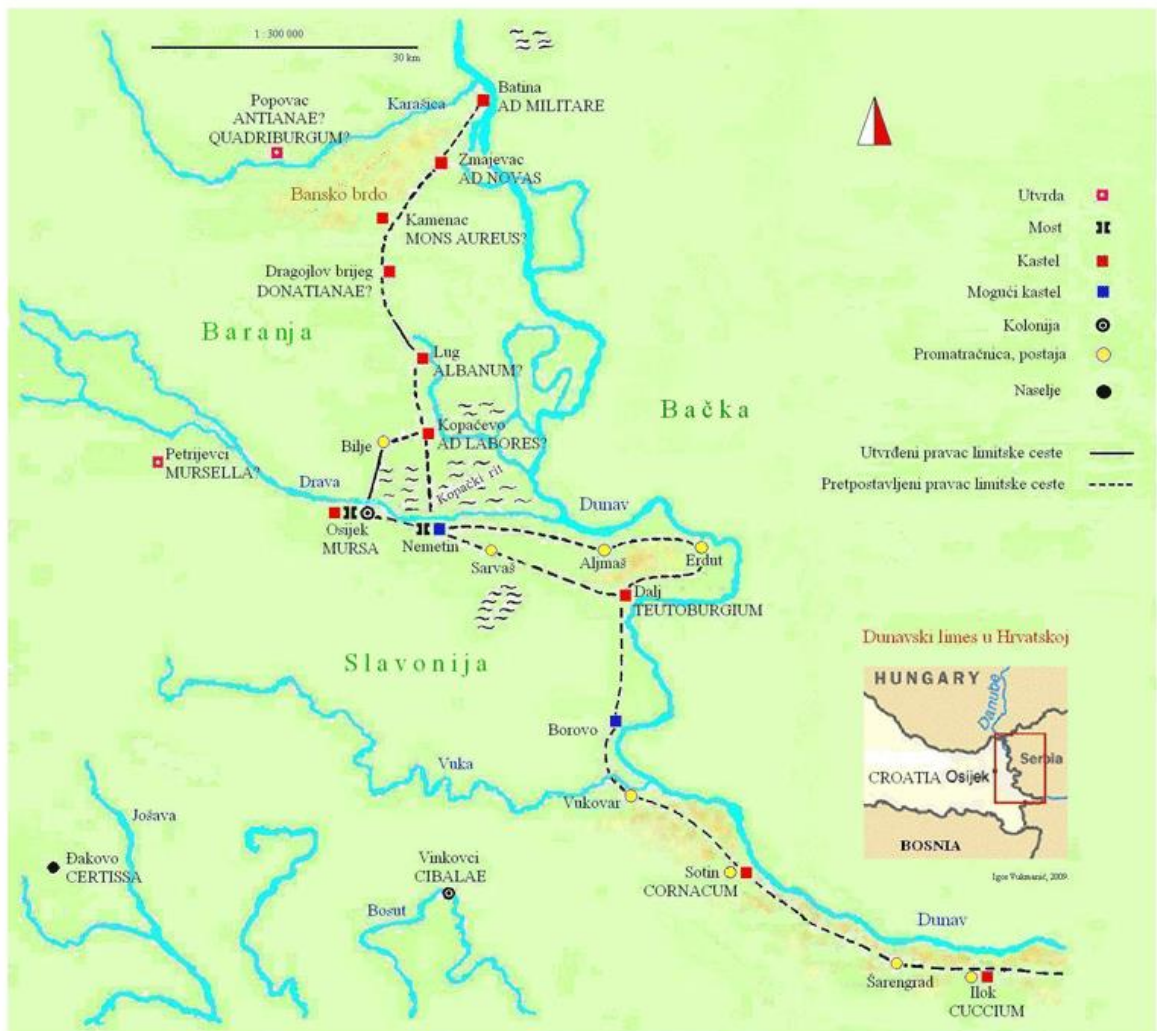 1 : 300 000
30 km
Batina
AD MILITARE
Karašica
Popovac
ANTIANAE?
QUADRIBURGUM?
Zmajevac
AD NOVAS
Bansko brdo
Kamenac
MONS AUREUS?
Dragojlov brijeg
DONATIANAE?
Baranja
Lug
ALBANUM?
Bačka
Kopačevo
AD LABORES?
Bilje
Petrijevci
MURSELLA?
Drava
Kopački rit
Dunav
Osijek
MURSA
Nemetin
Sarvaš
Aljmaš
Erdut
Dalj
TEUTOBURGIUM
Slavonija
Borovo
Vuka
Vukovar
Jošava
Đakovo
CERTISSA
Vinkovci
CIBALAE
Bosut
Sotin
CORNACUM
Dunav
Šarengrad
Ilok
CUCCIUM
Utvrda
Most
Kastel
Mogući kastel
Kolonija
Promatračnica, postaja
Naselje
Utvrđeni pravac limitske ceste
Pretpostavljeni pravac limitske ceste
Dunavski limes u Hrvatskoj
HUNGARY
Danube
Serbia
CROATIA Osijek
BOSNIA
Igor Vukmanić, 2009.